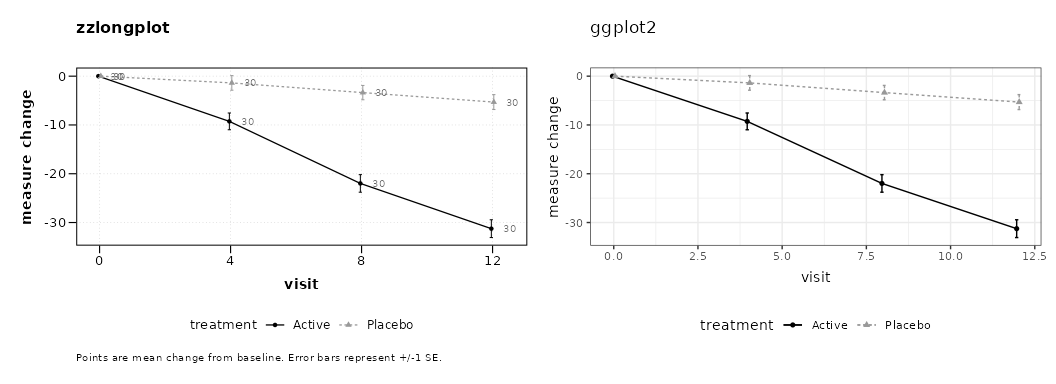 zzlongplot
measure change
0
-10
-20
-30
30
30
30
30
30
30
30
30
0
4
8
12
visit
treatment Active Placebo
Points are mean change from baseline. Error bars represent +/-1 SE.
ggplot2
measure change
0
-10
-20
-30
0.0
2.5
5.0
7.5
10.0
12.5
visit
treatment Active Placebo